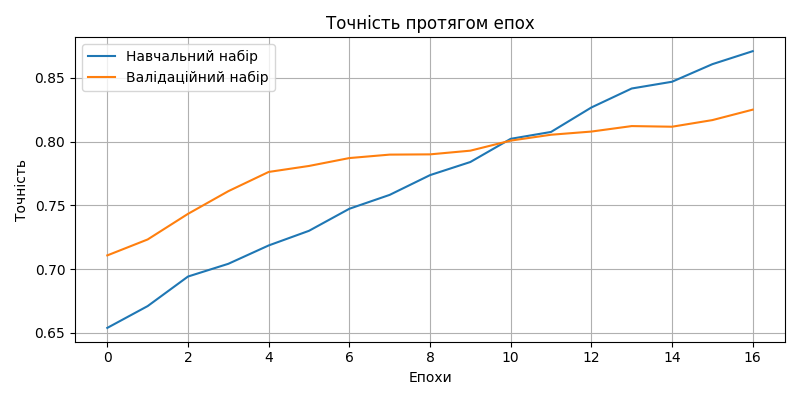 Точність протягом епох
Навчальний набір
Валідаційний набір
Точність
0.85
0.80
0.75
0.70
0.65
0 2 4 6 8 10 12 14 16
Епохи